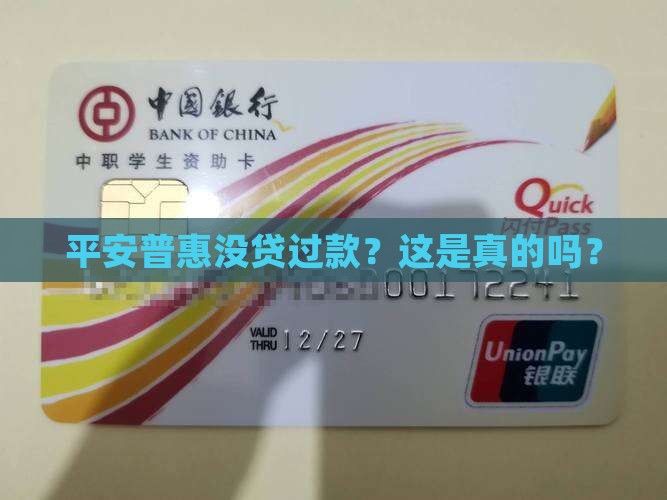 中国银行
BANK OF CHINA
中职学生资助卡
Quick
闪付Pass
平安普惠没贷过款？这是真的吗？
VALID
THRU 12/27
UnionPay
银联